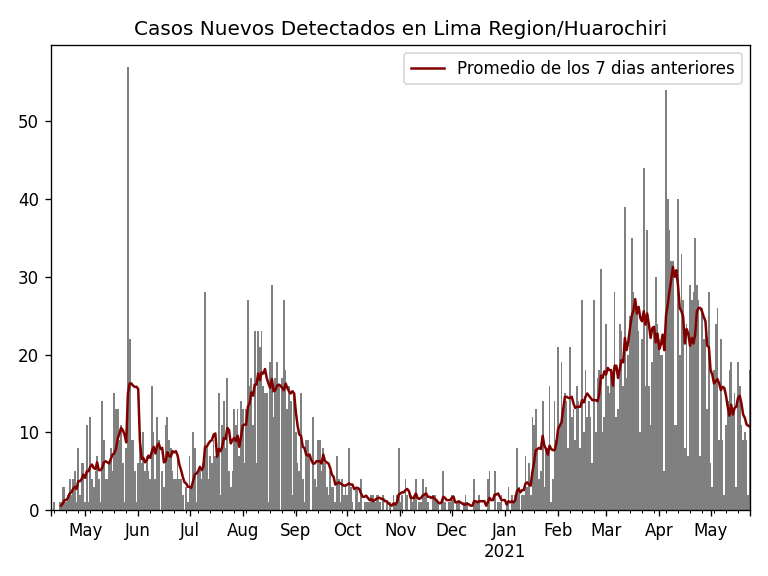 Casos Nuevos Detectados en Lima Region/Huarochiri
Promedio de los 7 dias anteriores
50
40
30
20
10
0
May Jun Jul Aug Sep Oct Nov Dec Jan Feb Mar Apr May
2021